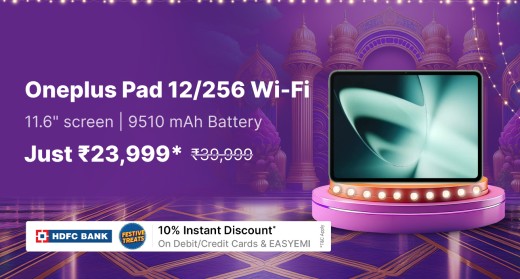 Oneplus Pad 12/256 Wi-Fi
11.6" screen | 9510 mAh Battery
Just ₹23,999* ₹39,999
HDFC BANK FESTIVE TREATS 10% Instant Discount*
On Debit/Credit Cards & EASYEMI
*T&C Apply